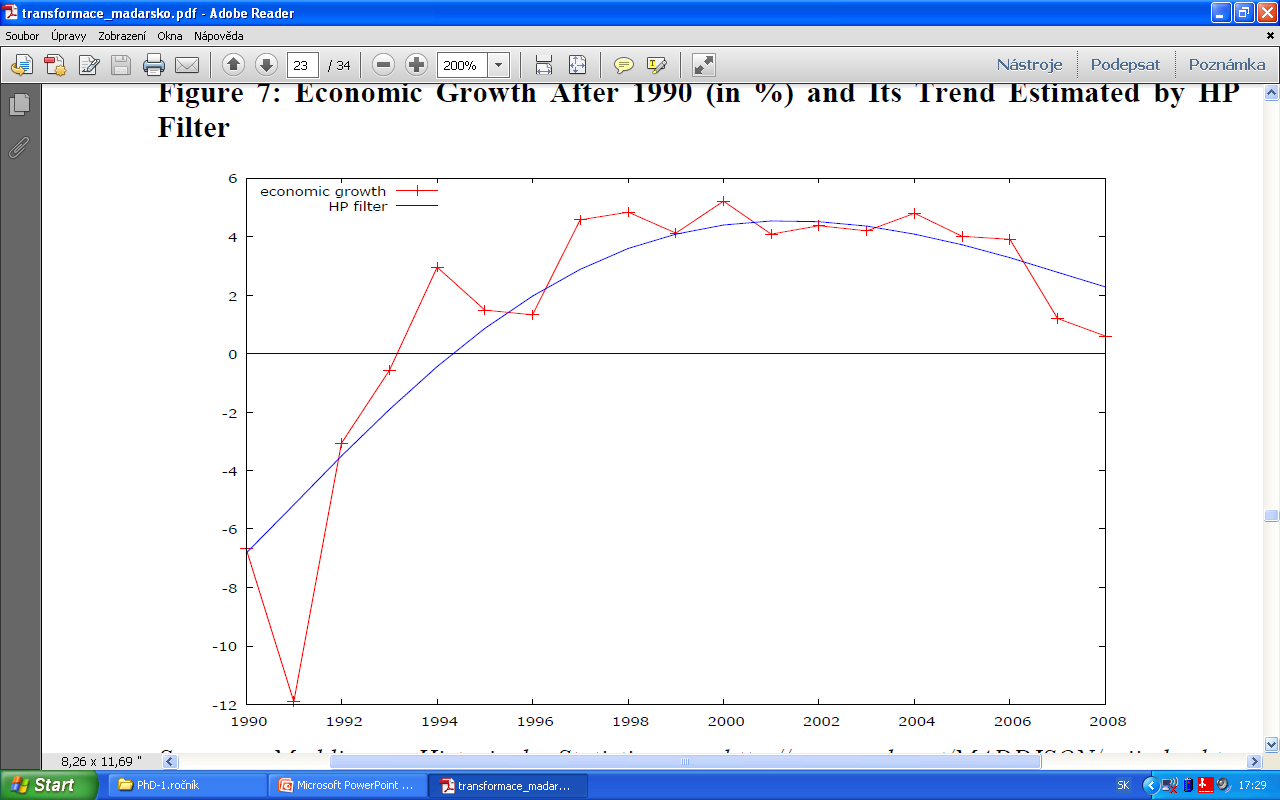 transformace_madarsko.pdf - Adobe Reader
Soubor Úpravy Zobrazení Okna Nápověda
23 / 34 200% Nástroje Podepsat Poznámka
Figure 7: Economic Growth After 1990 (in %) and Its Trend Estimated by HP
Filter
economic growth
HP filter
6
4
2
0
-2
-4
-6
-8
-10
-12
1990 1992 1994 1996 1998 2000 2002 2004 2006 2008
8,26 x 11,69 "
Start PhD-1.ročník Microsoft PowerPoint ... transformace_madar... SK 17:29